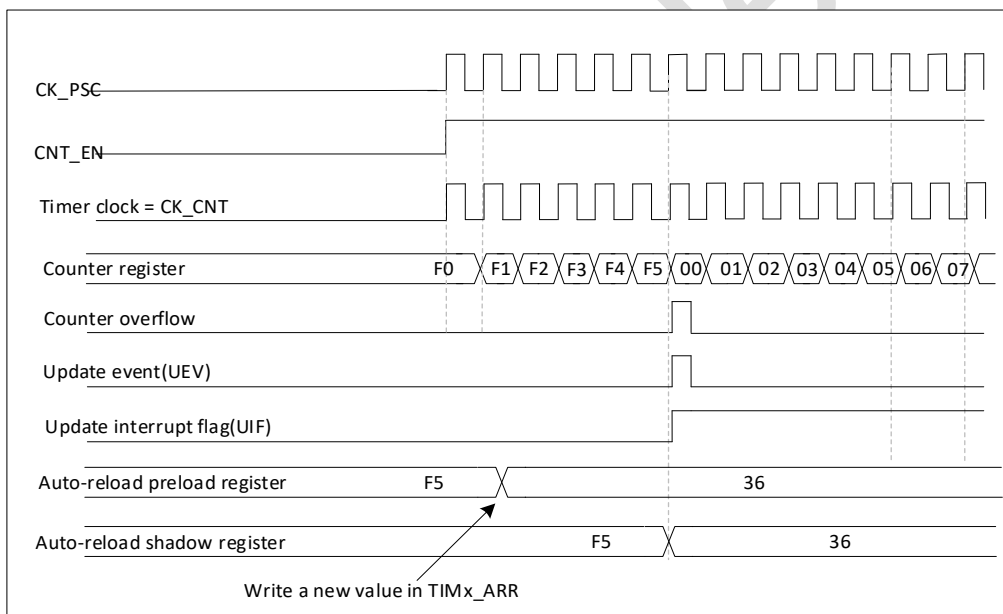 CK_PSC
CNT_EN
Timer clock = CK_CNT
Counter register F0 F1 F2 F3 F4 F5 00 01 02 03 04 05 06 07
Counter overflow
Update event(UEV)
Update interrupt flag(UIF)
Auto-reload preload register F5 36
Auto-reload shadow register F5 36
Write a new value in TIMx_ARR